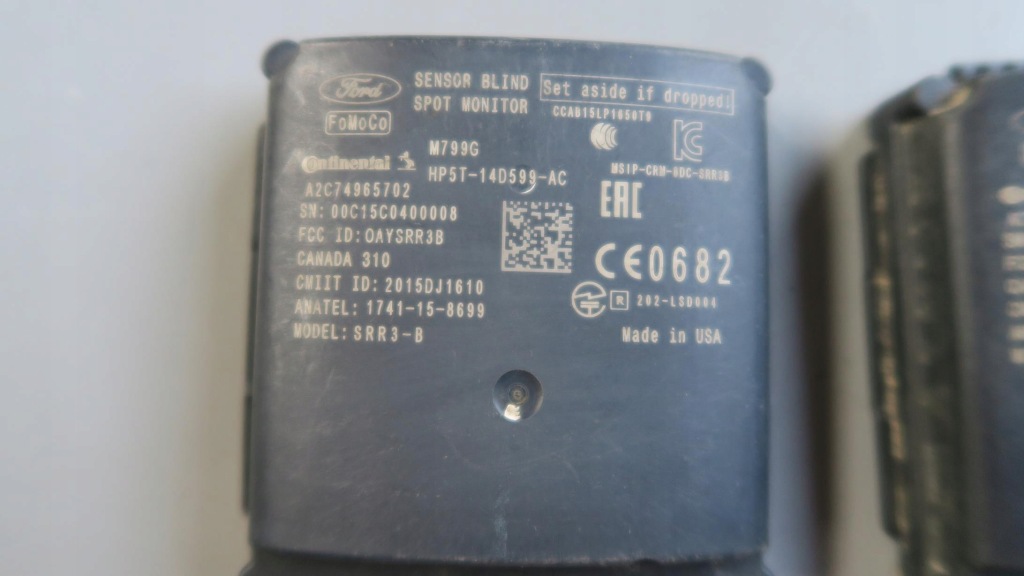 Ford
SENSOR BLIND
SPOT MONITOR
Set aside if dropped!
CCAB15LP1650T0
FoMoCo
Continental
M799G
HP5T-14D599-AC
A2C74965702
SN: 00C15C0400008
FCC ID: OAYSRR3B
CANADA 310
CMIIT ID: 2015DJ1610
ANATEL: 1741-15-8699
MODEL: SRR3-B
EAC
CE0682
R 202-LSD004
Made in USA